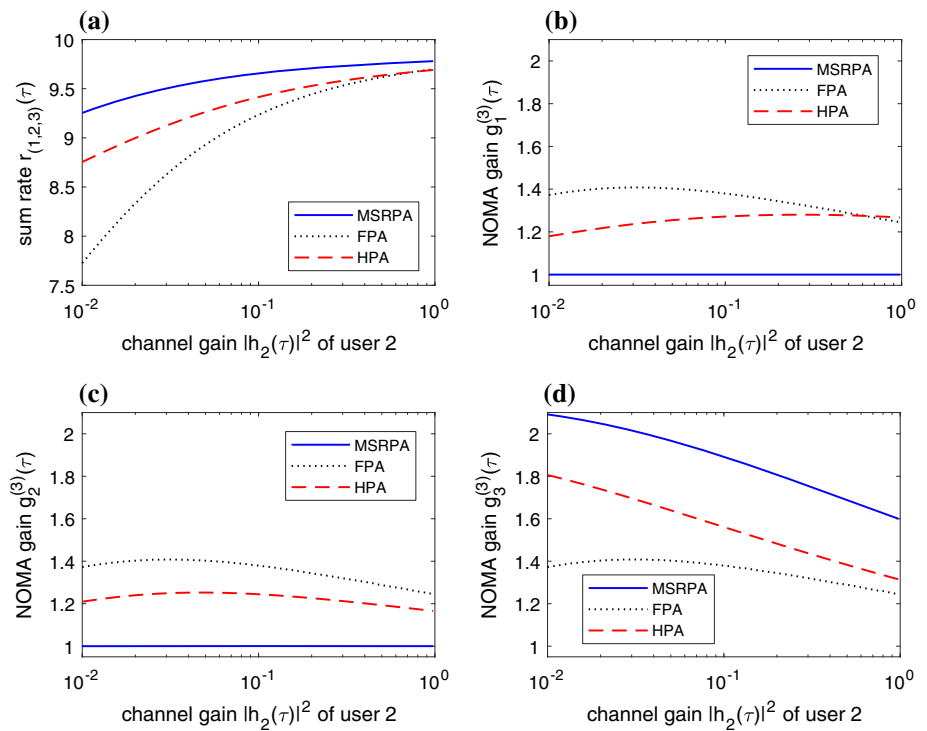 (a)
10
9.5
9
8.5
8
7.5
sum rate r(1,2,3)(τ)
MSRPA
FPA
HPA
10^-2
10^-1
10^0
channel gain |h2(τ)|^2 of user 2
(b)
2
1.8
1.6
1.4
1.2
1
NOMA gain g1^(3)(τ)
MSRPA
FPA
HPA
10^-2
10^-1
10^0
channel gain |h2(τ)|^2 of user 2
(c)
2
1.8
1.6
1.4
1.2
1
NOMA gain g2^(3)(τ)
MSRPA
FPA
HPA
10^-2
10^-1
10^0
channel gain |h2(τ)|^2 of user 2
(d)
2
1.8
1.6
1.4
1.2
1
NOMA gain g3^(3)(τ)
MSRPA
FPA
HPA
10^-2
10^-1
10^0
channel gain |h2(τ)|^2 of user 2